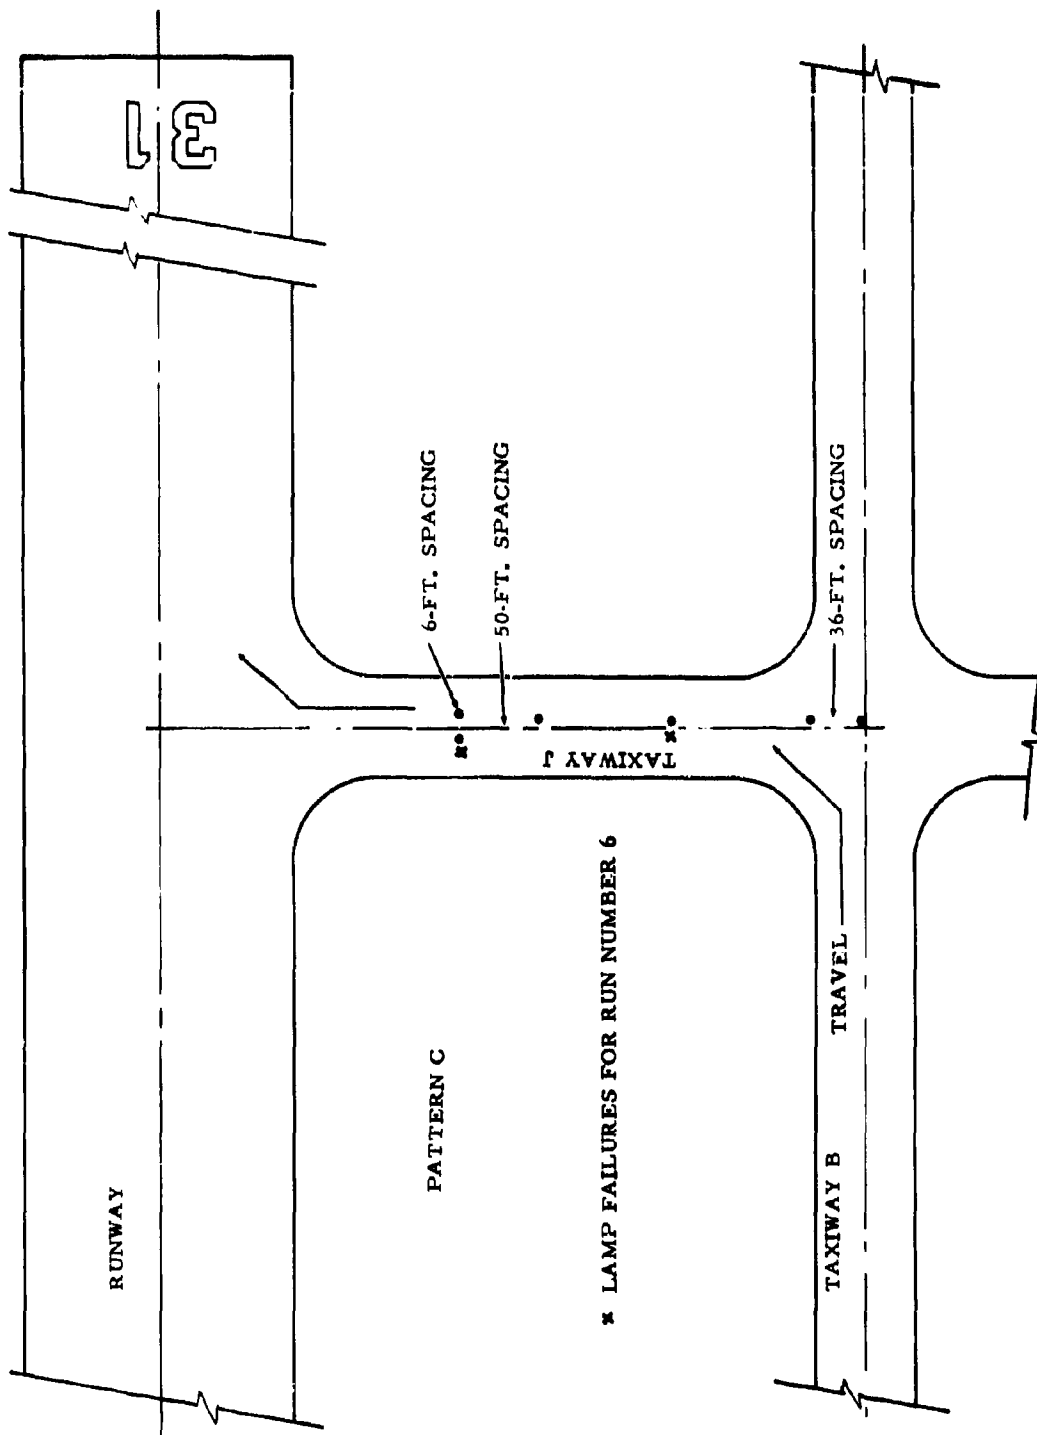 RUNWAY
31
PATTERN C
6-FT. SPACING
50-FT. SPACING
TAXIWAY J
x LAMP FAILURES FOR RUN NUMBER 6
TAXIWAY B
TRAVEL
36-FT. SPACING